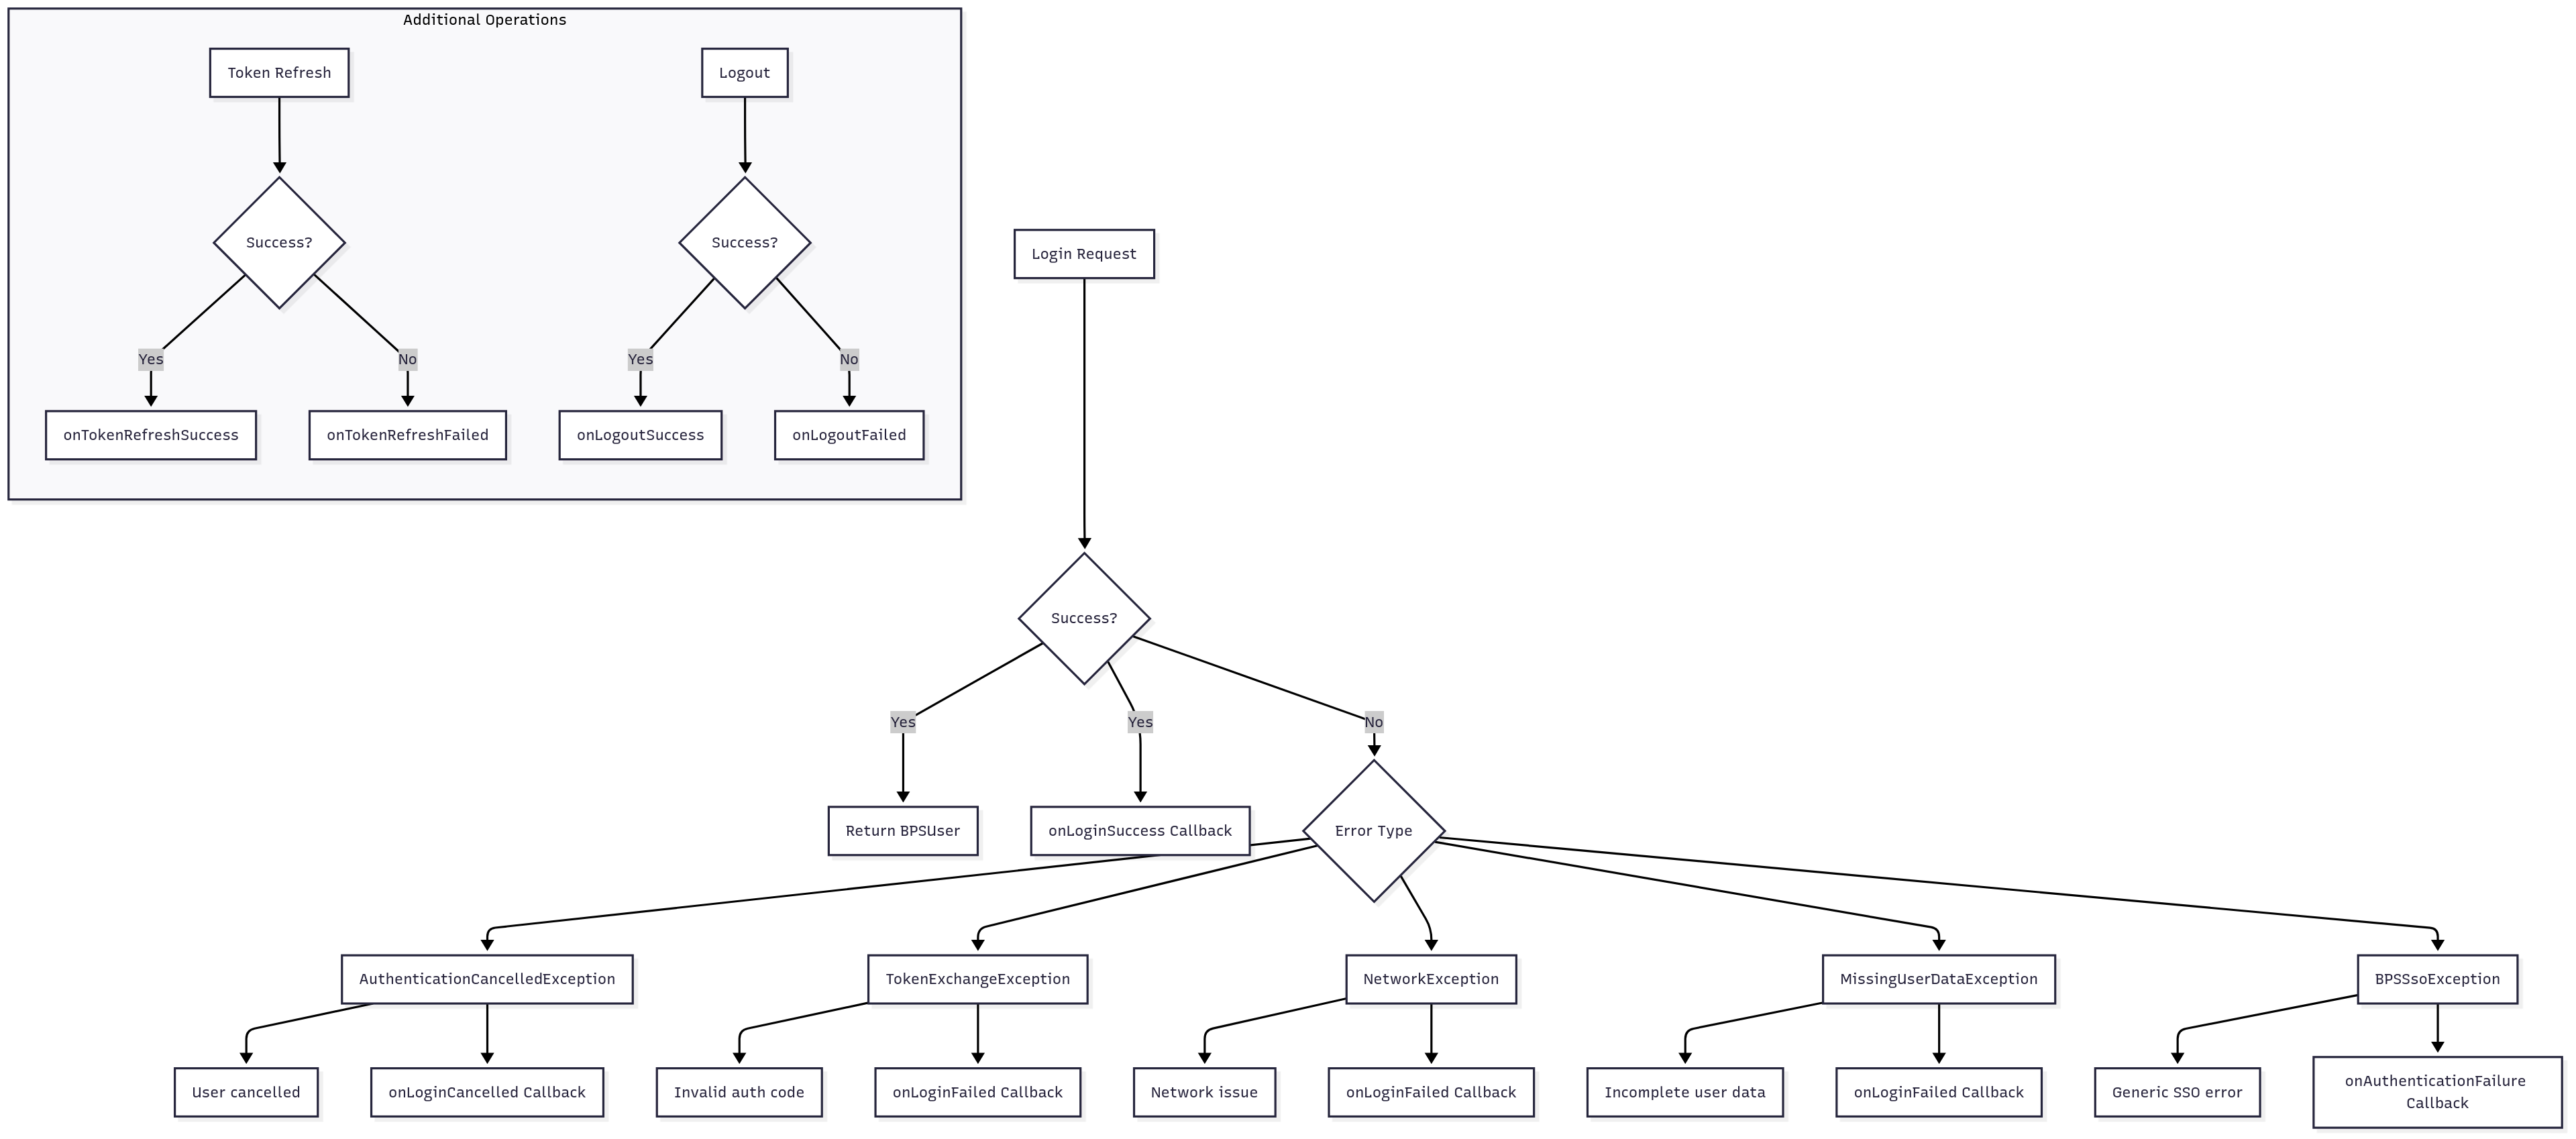 Additional Operations
Token Refresh
Logout
Success?
Success?
Login Request
Yes
No
Yes
No
onTokenRefreshSuccess
onTokenRefreshFailed
onLogoutSuccess
onLogoutFailed
Success?
Yes
Yes
No
Return BPSUser
onLoginSuccess Callback
Error Type
AuthenticationCancelledException
TokenExchangeException
NetworkException
MissingUserDataException
BPSSsoException
User cancelled
onLoginCancelled Callback
Invalid auth code
onLoginFailed Callback
Network issue
onLoginFailed Callback
Incomplete user data
onLoginFailed Callback
Generic SSO error
onAuthenticationFailure
Callback